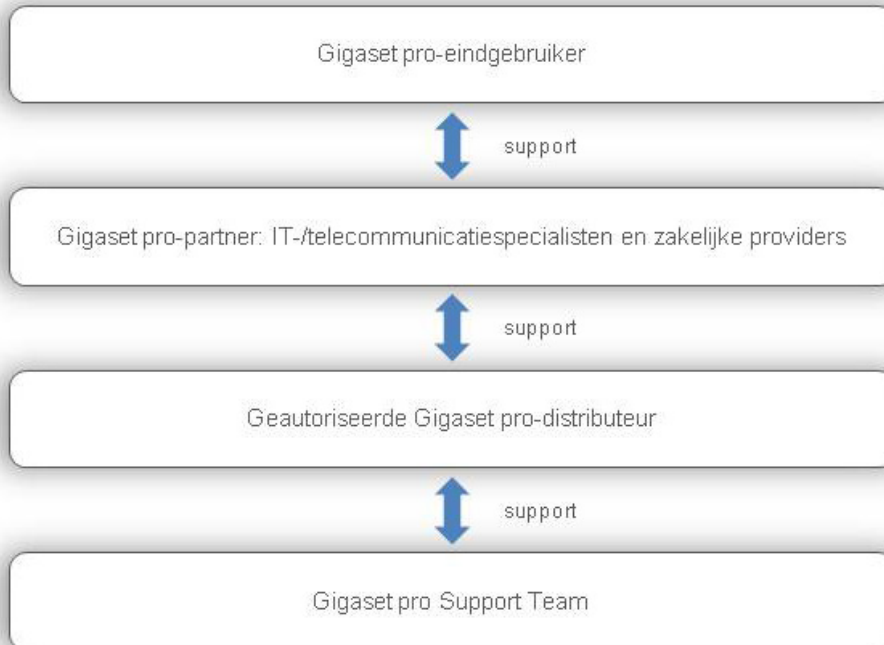 Gigaset pro-eindgebruiker
support
Gigaset pro-partner: IT-/telecommunicatiespecialisten en zakelijke providers
support
Geautoriseerde Gigaset pro-distributeur
support
Gigaset pro Support Team